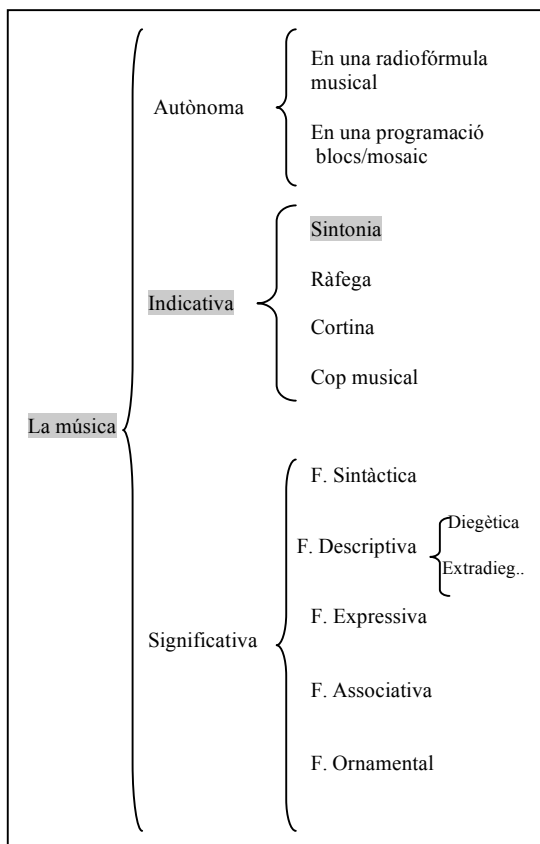 La música
Autònoma
En una radiofórmula
musical
En una programació
blocs/mosaic
Indicativa
Sintonia
Ràfega
Cortina
Cop musical
Significativa
F. Sintàctica
F. Descriptiva
Diegètica
Extradieg..
F. Expressiva
F. Associativa
F. Ornamental